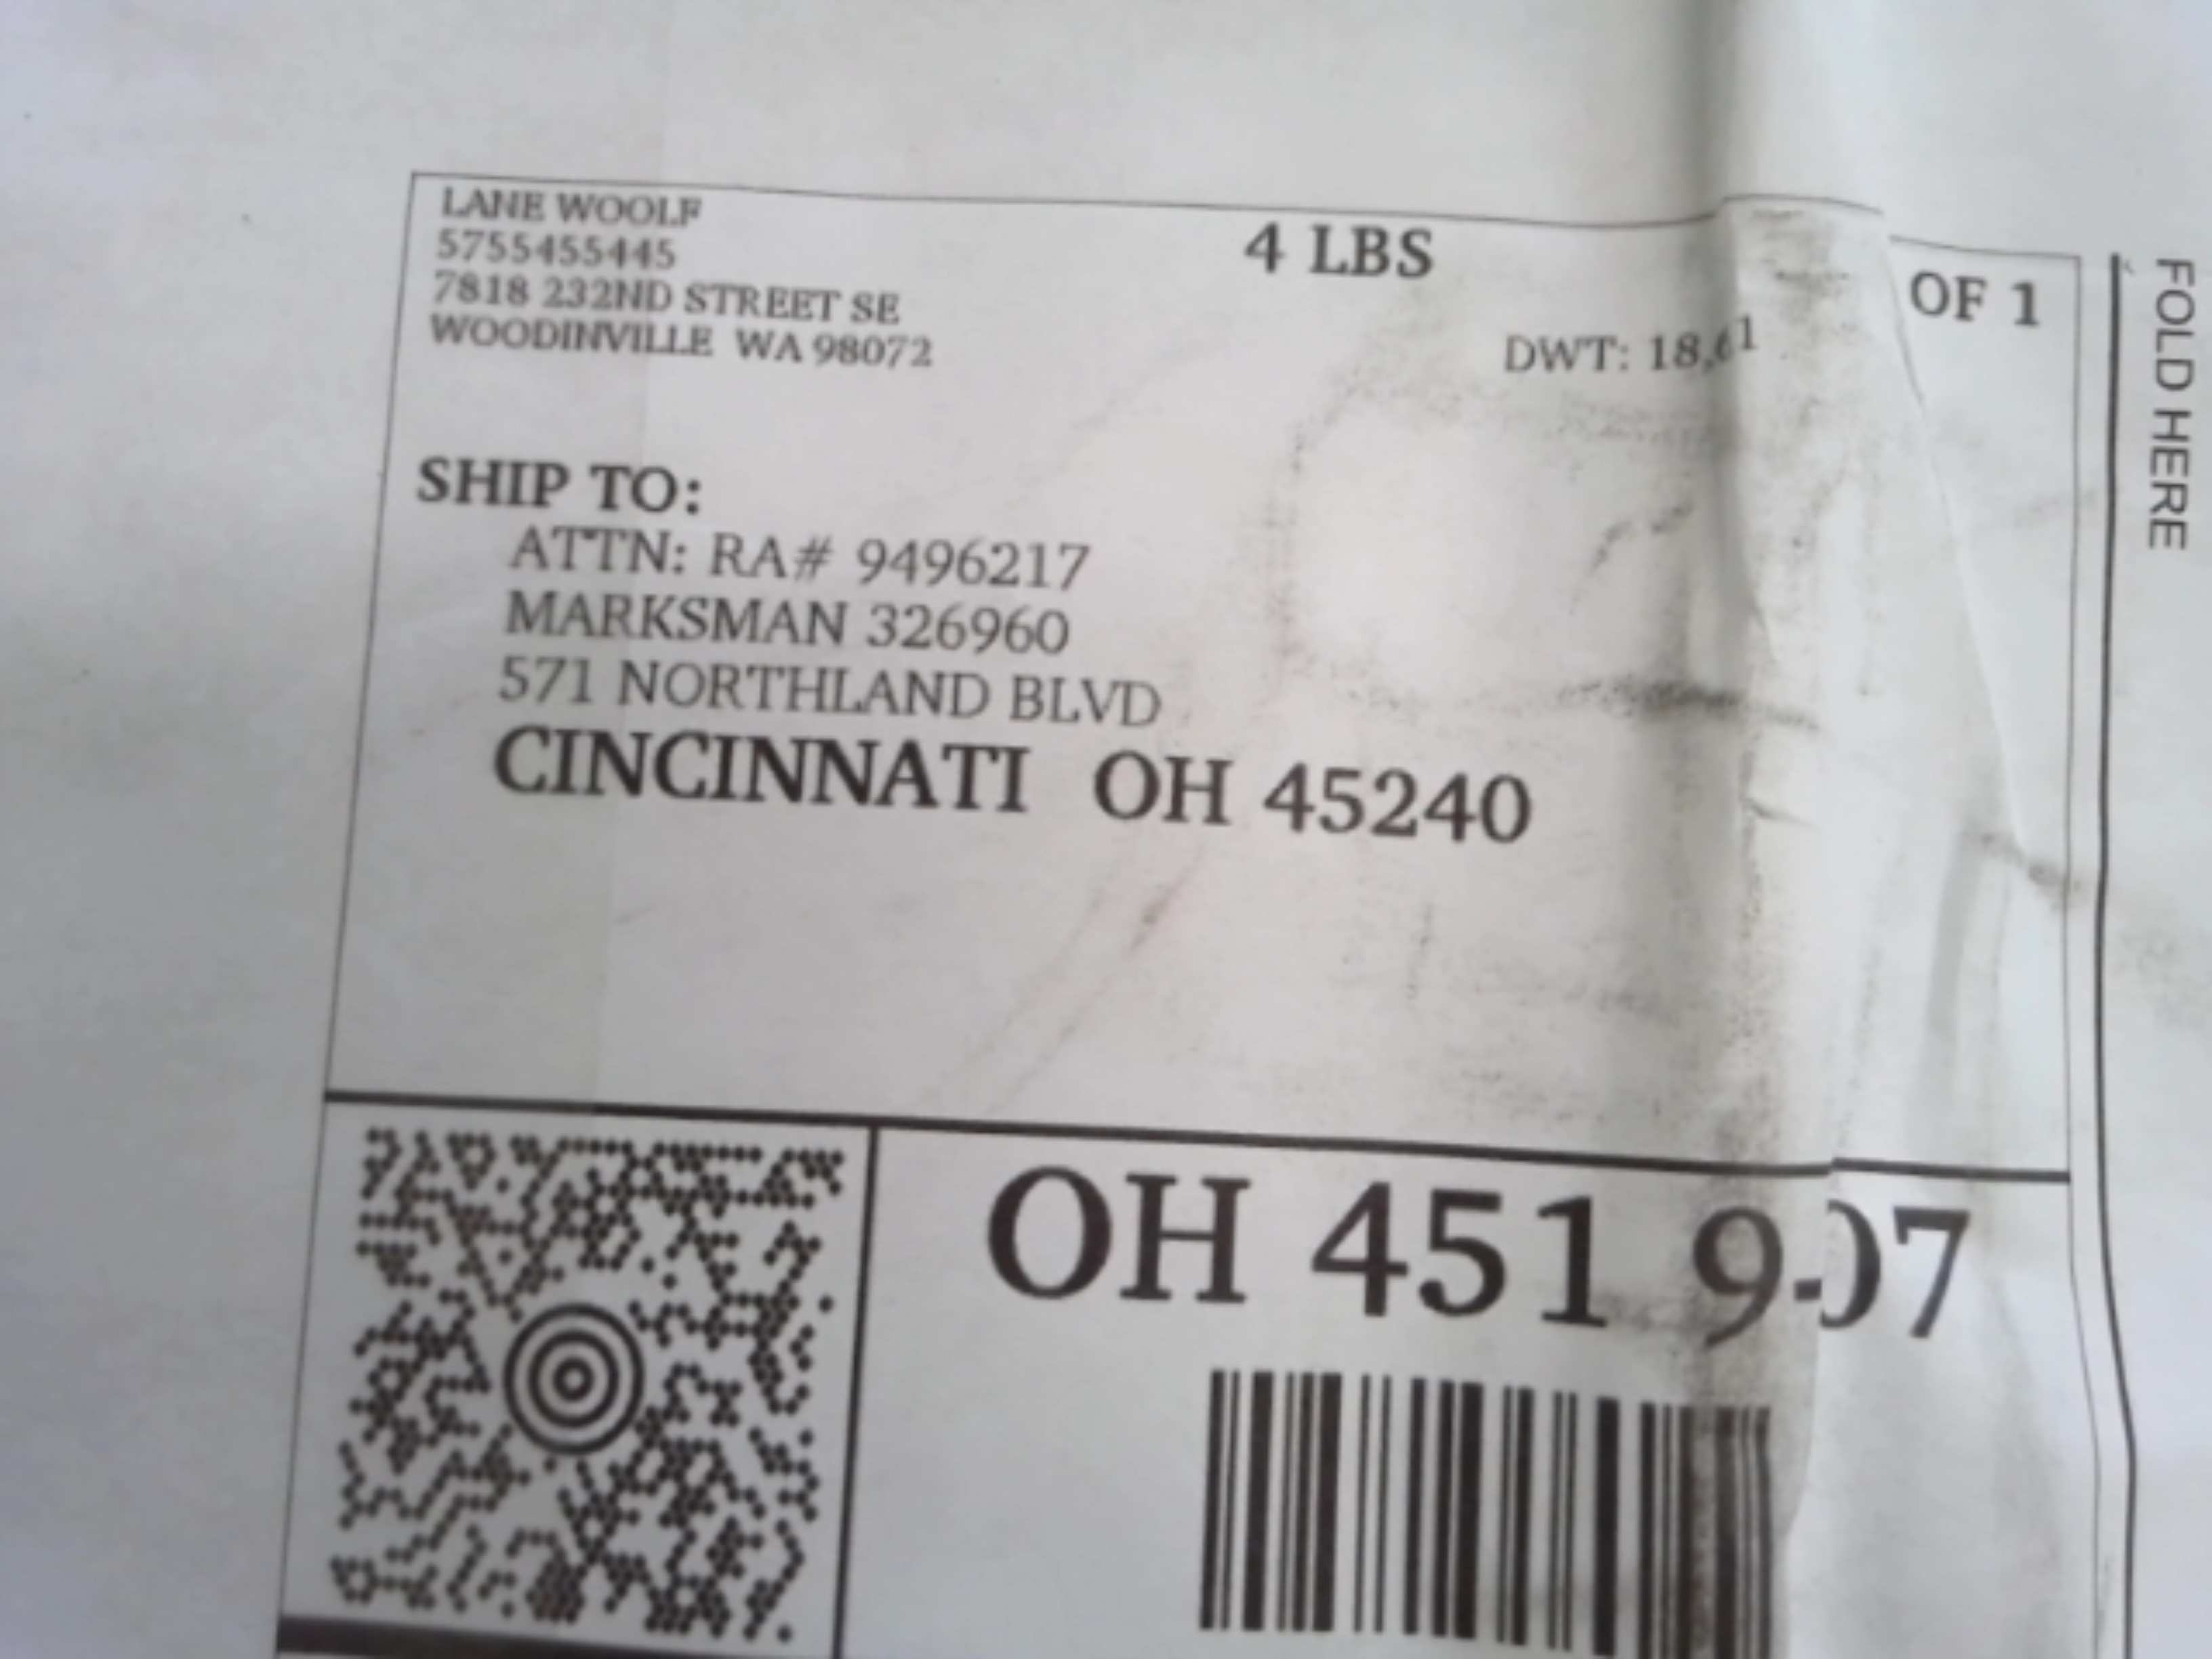 LANE WOOLF
5755455445
7818 232ND STREET SE
WOODINVILLE WA 98072
4 LBS
OF 1
DWT:
SHIP TO:
ATTN: RA# 9496217
MARKSMAN 326960
571 NORTHLAND BLVD
CINCINNATI OH 45240
OH 451
FOLD HERE